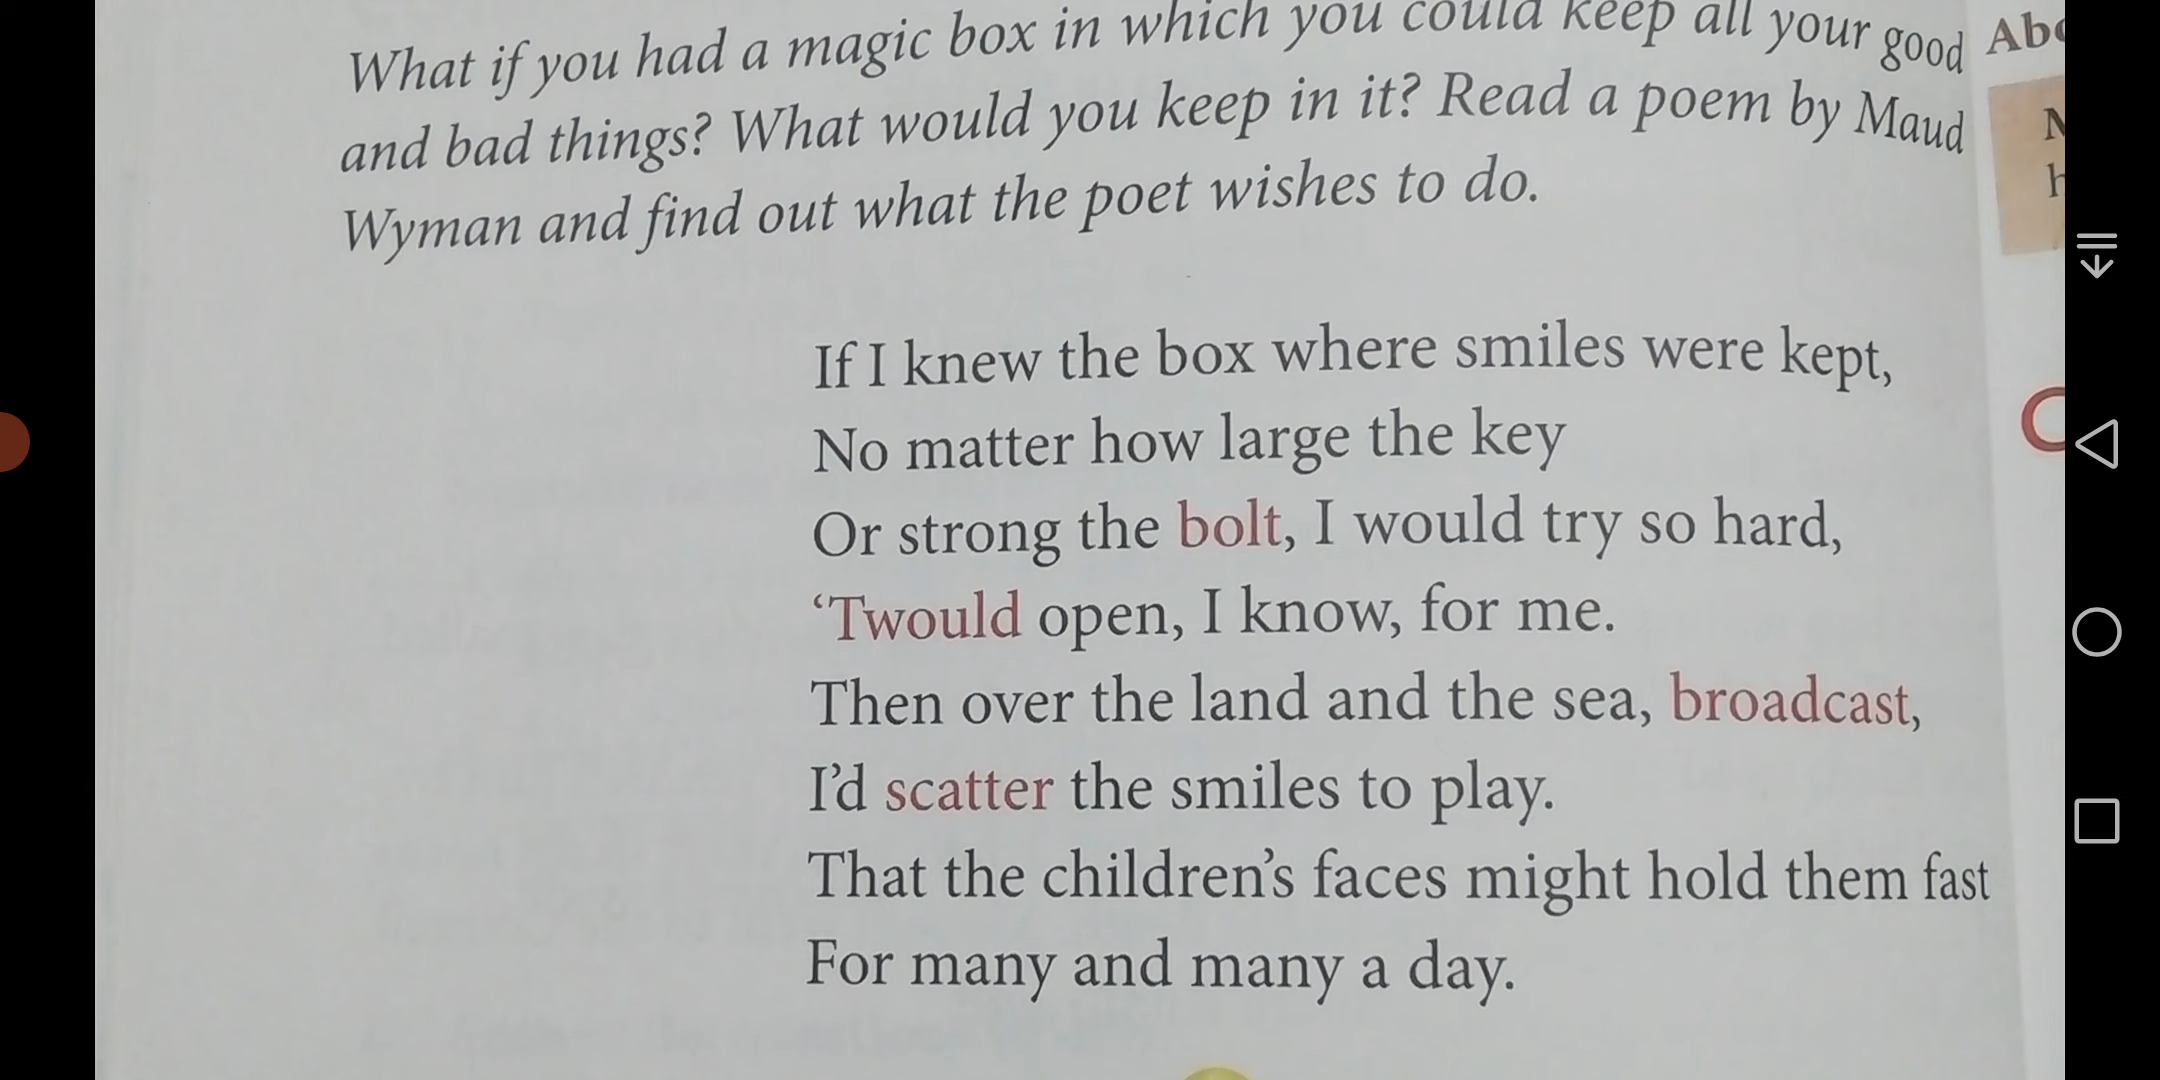 What if you had a magic box in which you could keep all your good
and bad things? What would you keep in it? Read a poem by Maud
Wyman and find out what the poet wishes to do.
If I knew the box where smiles were kept,
No matter how large the key
Or strong the bolt, I would try so hard,
‘Twould open, I know, for me.
Then over the land and the sea, broadcast,
I’d scatter the smiles to play.
That the children’s faces might hold them fast
For many and many a day.